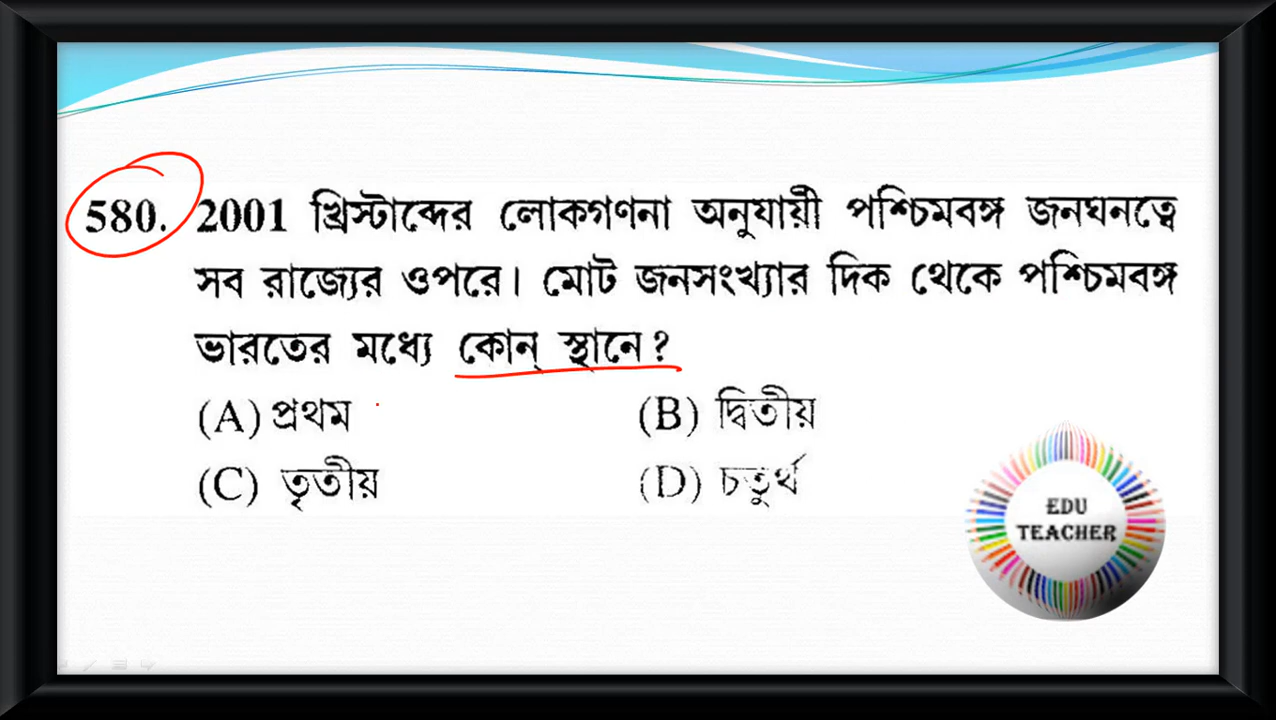 580. 2001 খ্রিস্টাব্দের লোকগণনা অনুযায়ী পশ্চিমবঙ্গ জনঘনত্বে
সব রাজ্যের ওপরে। মোট জনসংখ্যার দিক থেকে পশ্চিমবঙ্গ
ভারতের মধ্যে কোন্ স্থানে?
(A) প্রথম (B) দ্বিতীয়
(C) তৃতীয় (D) চতুর্থ
EDU
TEACHER